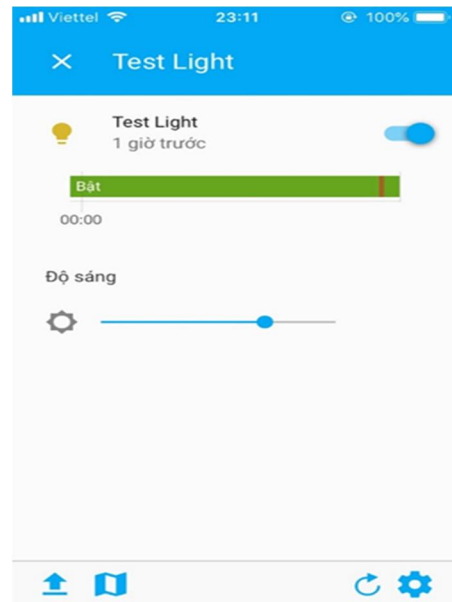 Viettel 23:11 100%
Test Light
Test Light
1 giờ trước
Bật
00:00
Độ sáng